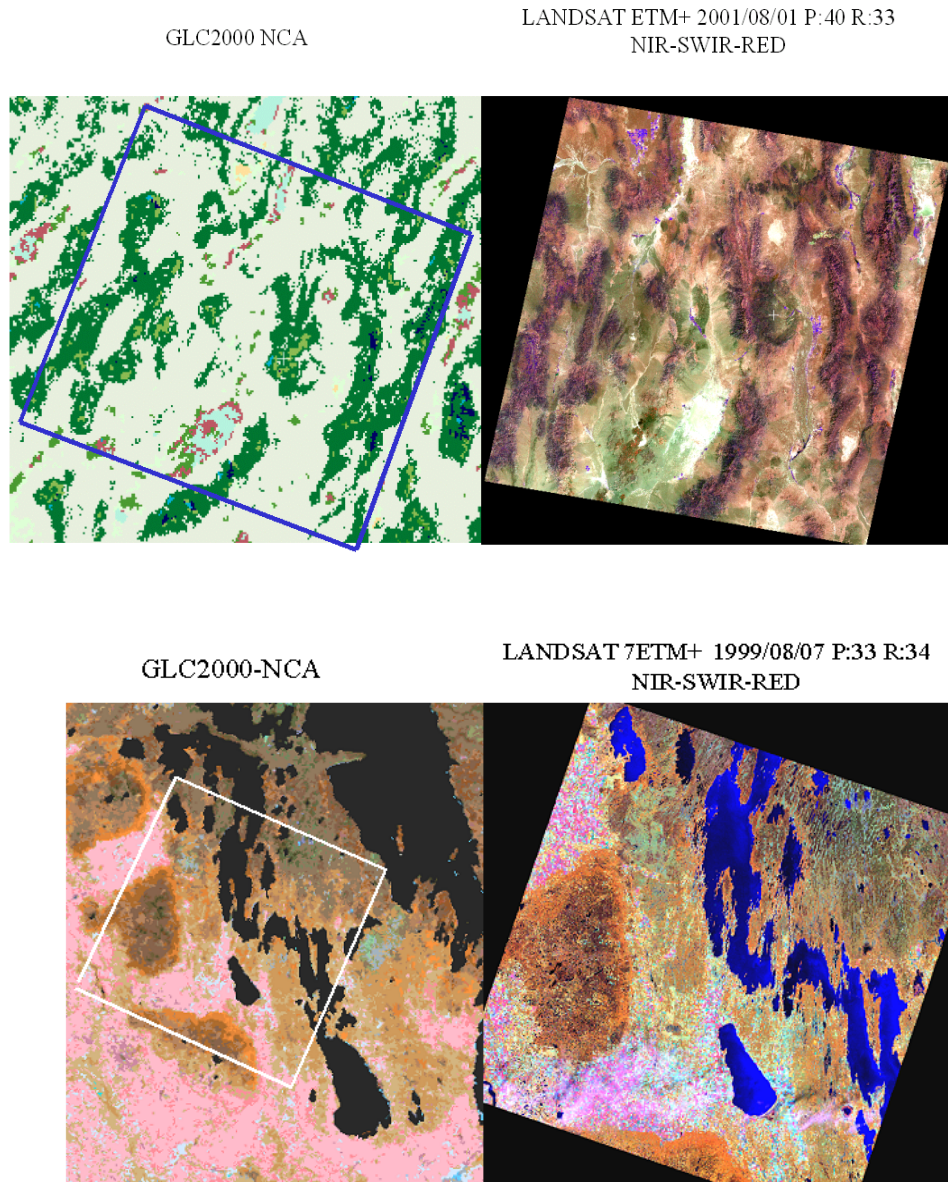 GLC2000 NCA
LANDSAT ETM+ 2001/08/01 P:40 R:33
NIR-SWIR-RED
GLC2000-NCA
LANDSAT 7ETM+ 1999/08/07 P:33 R:34
NIR-SWIR-RED